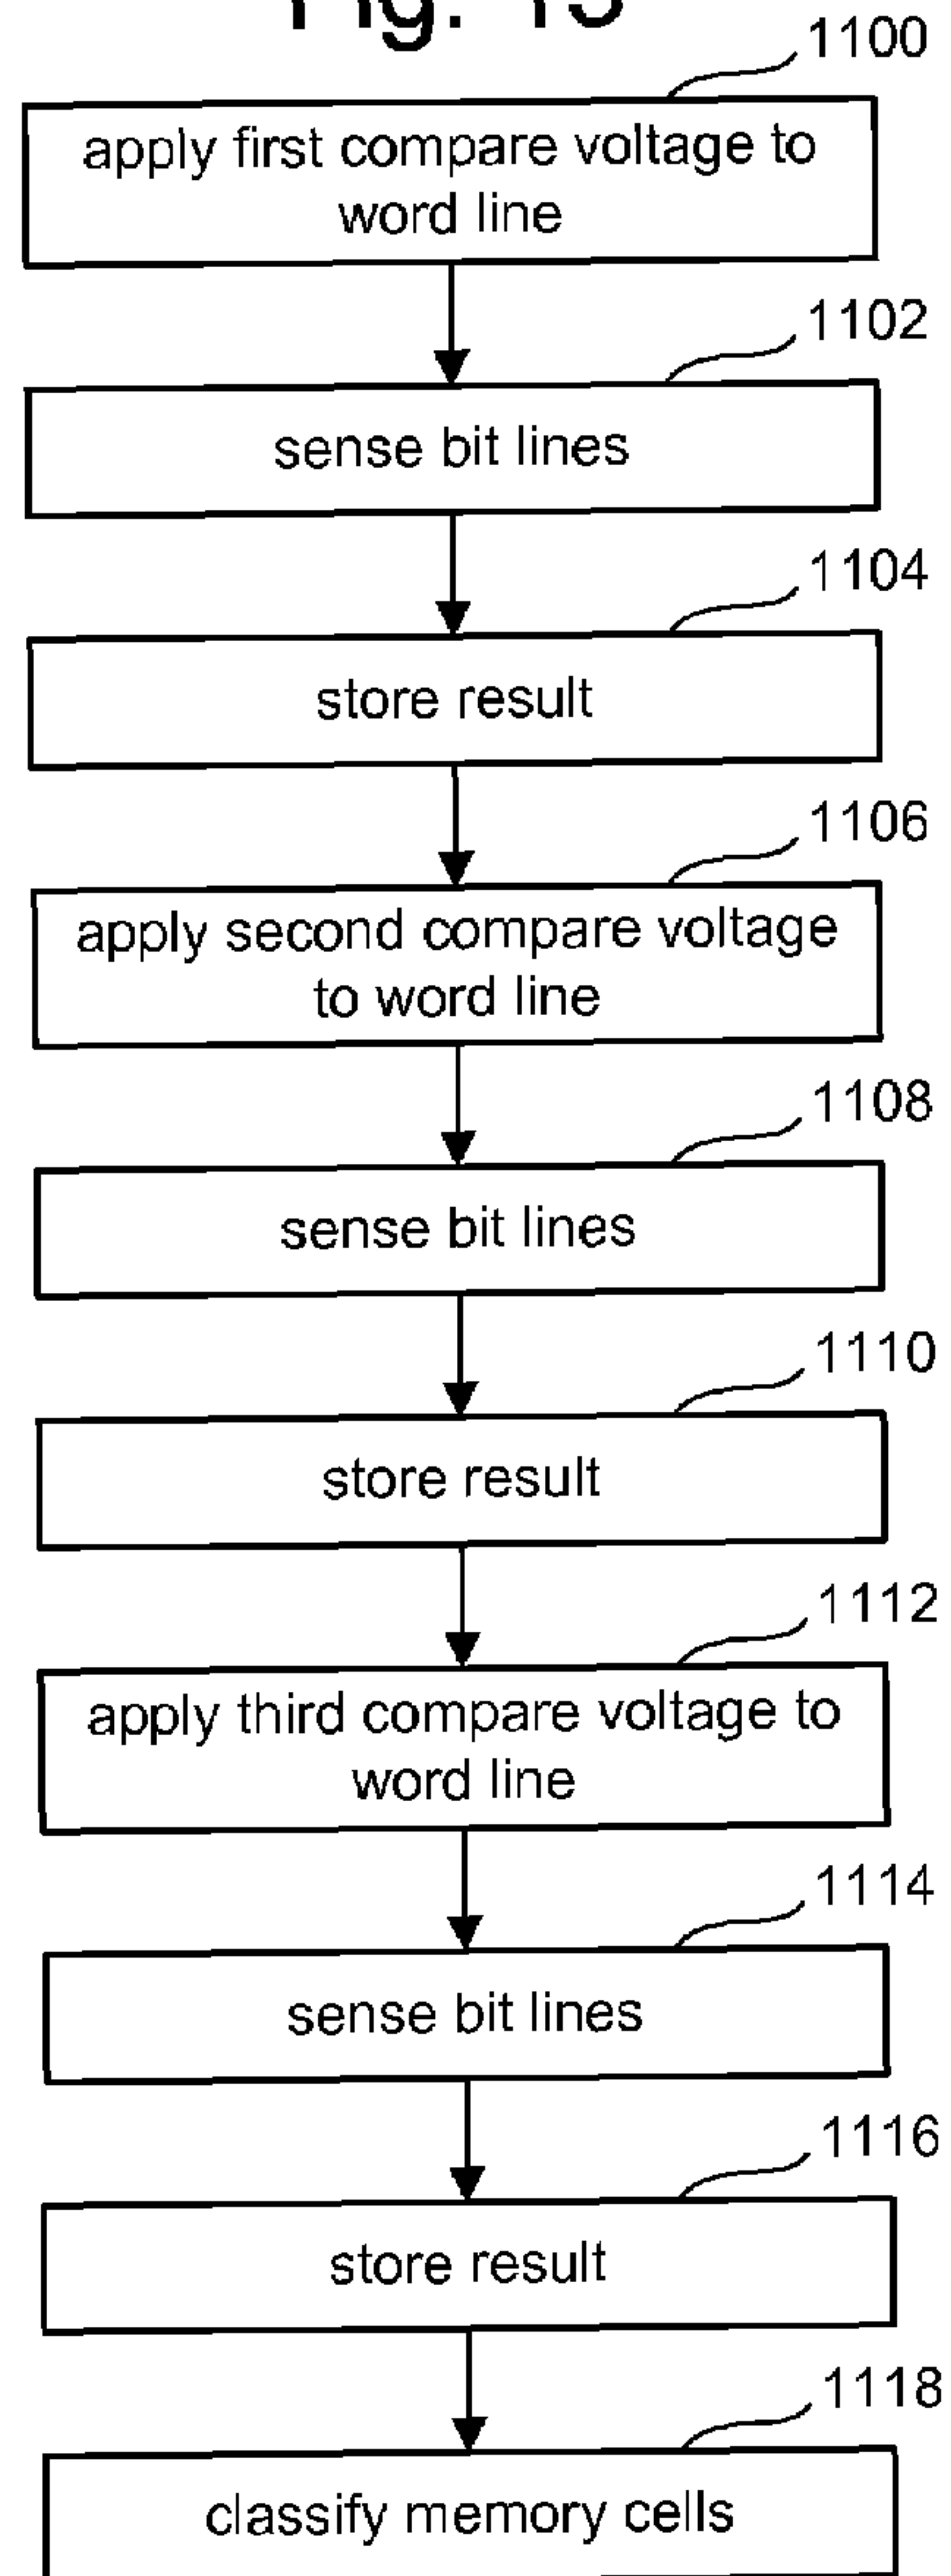 1100
apply first compare voltage to
word line
1102
sense bit lines
1104
store result
1106
apply second compare voltage
to word line
1108
sense bit lines
1110
store result
1112
apply third compare voltage to
word line
1114
sense bit lines
1116
store result
1118
classify memory cells